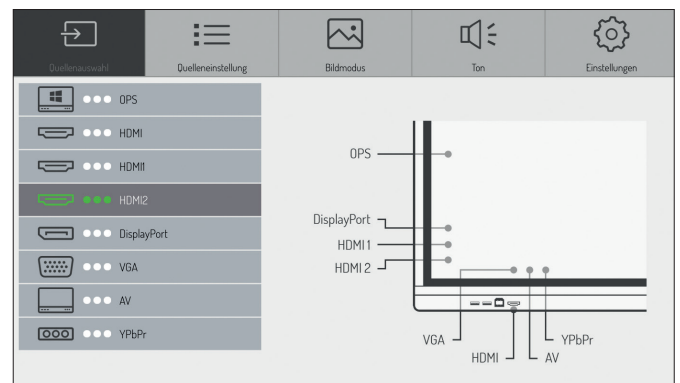 Quellenauswahl
Quelleneinstellung
Bildmodus
Ton
Einstellungen
OPS
HDMI
HDMI1
HDMI2
DisplayPort
VGA
AV
YPbPr
OPS
DisplayPort
HDMI 1
HDMI 2
VGA
HDMI
AV
YPbPr